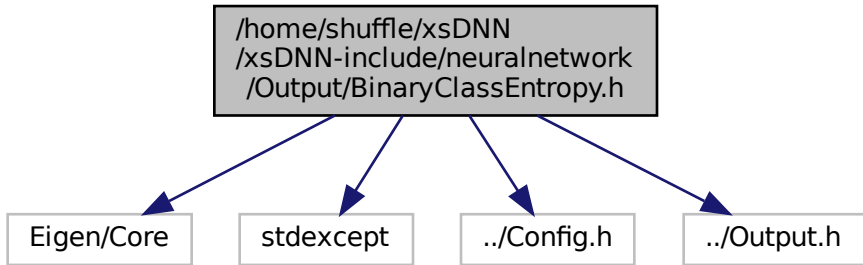 /home/shuffle/xsDNN
/xsDNN-include/neuralnetwork
/Output/BinaryClassEntropy.h
Eigen/Core
stdexcept
../Config.h
../Output.h